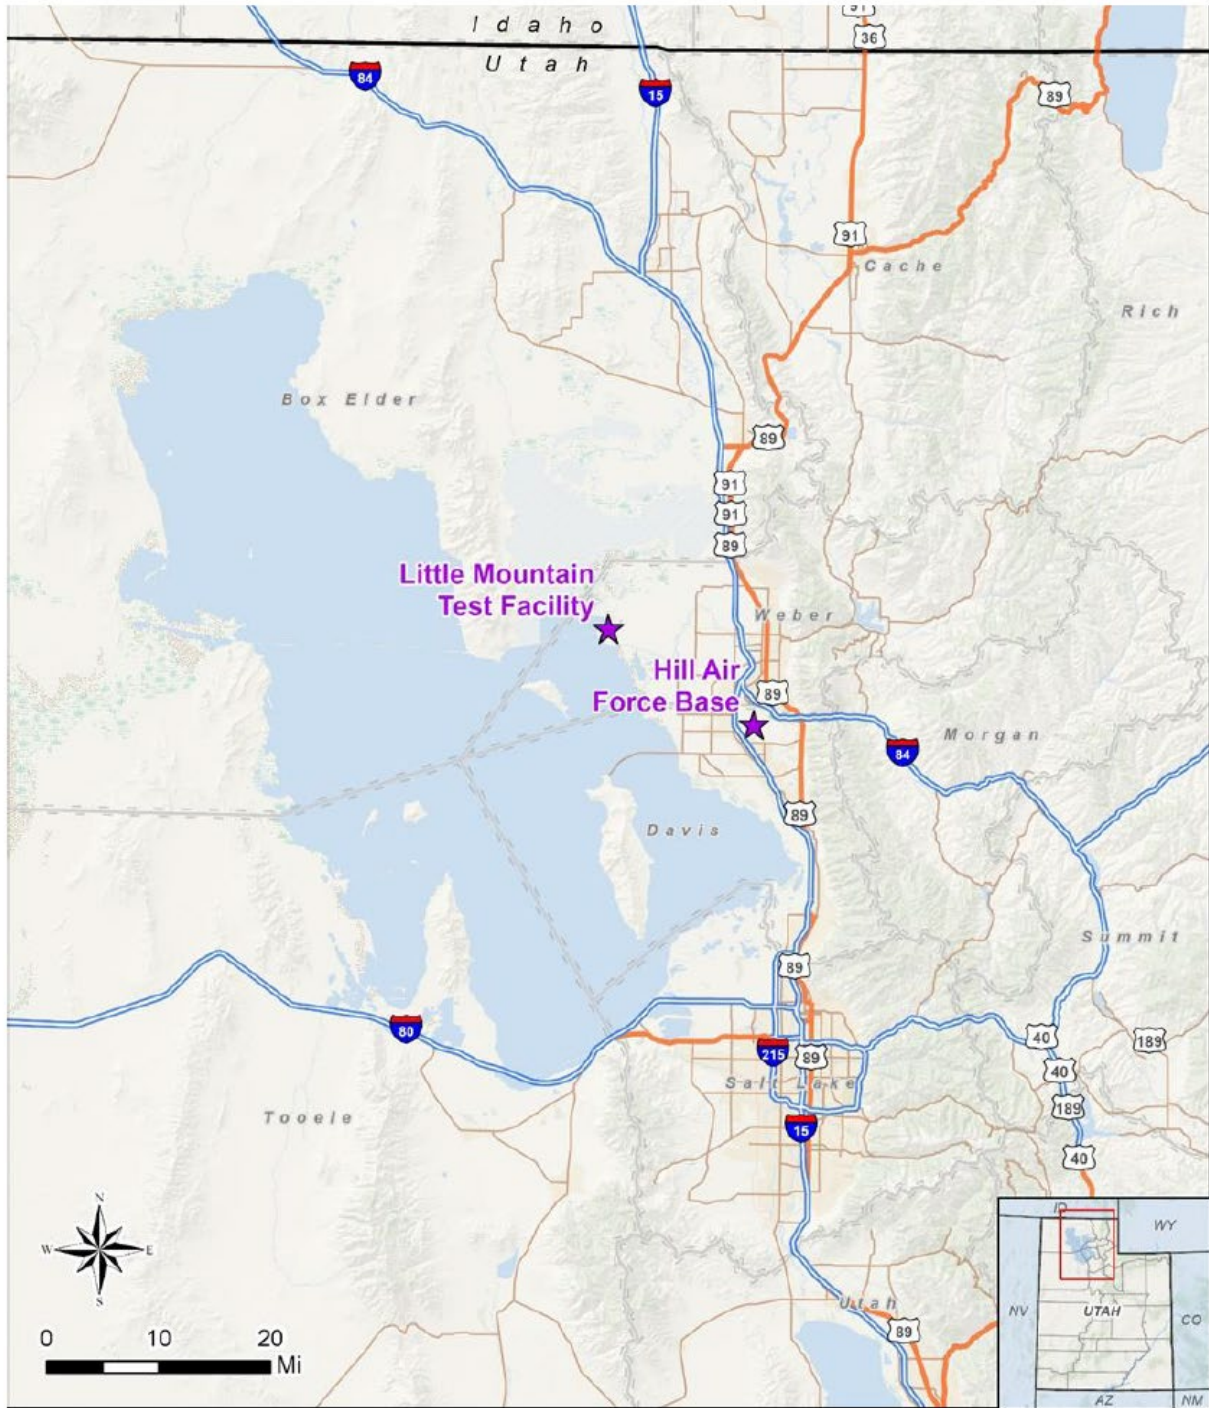 Idaho
Utah
91
36
84
15
89
91
Cache
Rich
Box Elder
89
91
91
89
Little Mountain
Test Facility
Weber
Hill Air
Force Base
89
Morgan
84
89
Davis
Summit
89
80
40
189
215
89
40
Salt Lake
189
Tooele
15
40
N
W E
S
ID
WY
NV
UTAH
CO
AZ
NM
Utah
89
0 10 20
Mi